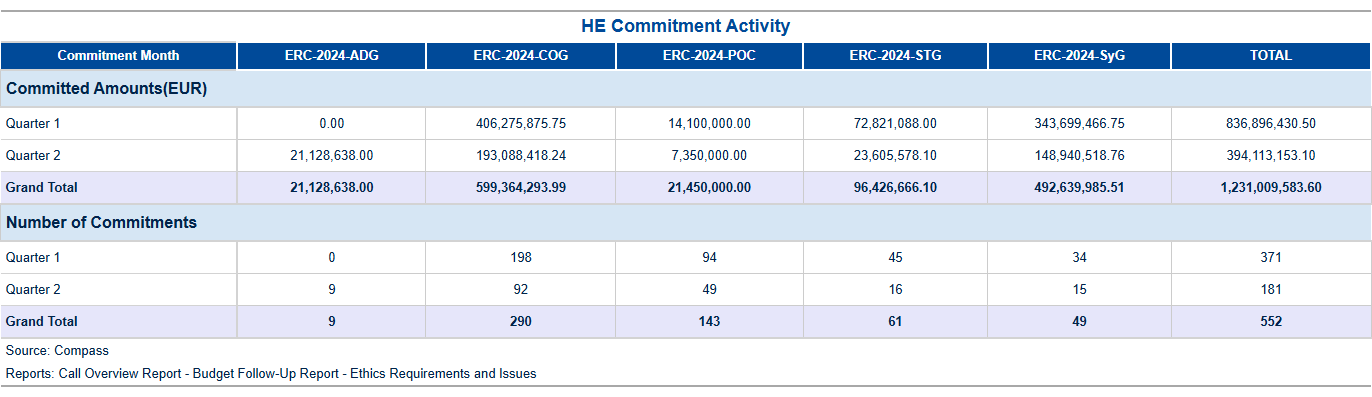 HE Commitment Activity
Commitment Month ERC-2024-ADG ERC-2024-COG ERC-2024-POC ERC-2024-STG ERC-2024-SyG TOTAL
Committed Amounts(EUR)
Quarter 1 0.00 406,275,875.75 14,100,000.00 72,821,088.00 343,699,466.75 836,896,430.50
Quarter 2 21,128,638.00 193,088,418.24 7,350,000.00 23,605,578.10 148,940,518.76 394,113,153.10
Grand Total 21,128,638.00 599,364,293.99 21,450,000.00 96,426,666.10 492,639,985.51 1,231,009,583.60
Number of Commitments
Quarter 1 0 198 94 45 34 371
Quarter 2 9 92 49 16 15 181
Grand Total 9 290 143 61 49 552
Source: Compass
Reports: Call Overview Report - Budget Follow-Up Report - Ethics Requirements and Issues